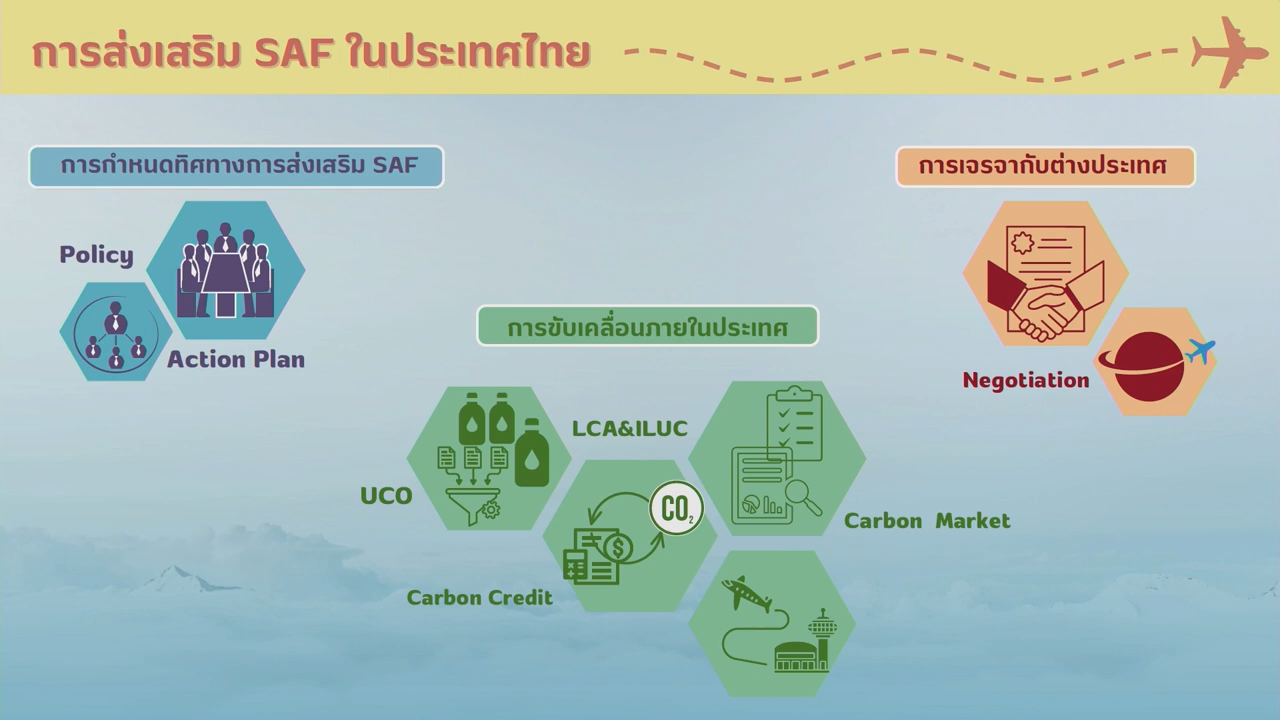 การส่งเสริม SAF ในประเทศไทย
การกำหนดทิศทางการส่งเสริม SAF
Policy
Action Plan
การขับเคลื่อนภายในประเทศ
LCA&ILUC
UCO
CO₂
$
Carbon Market
Carbon Credit
การเจรจากับต่างประเทศ
Negotiation